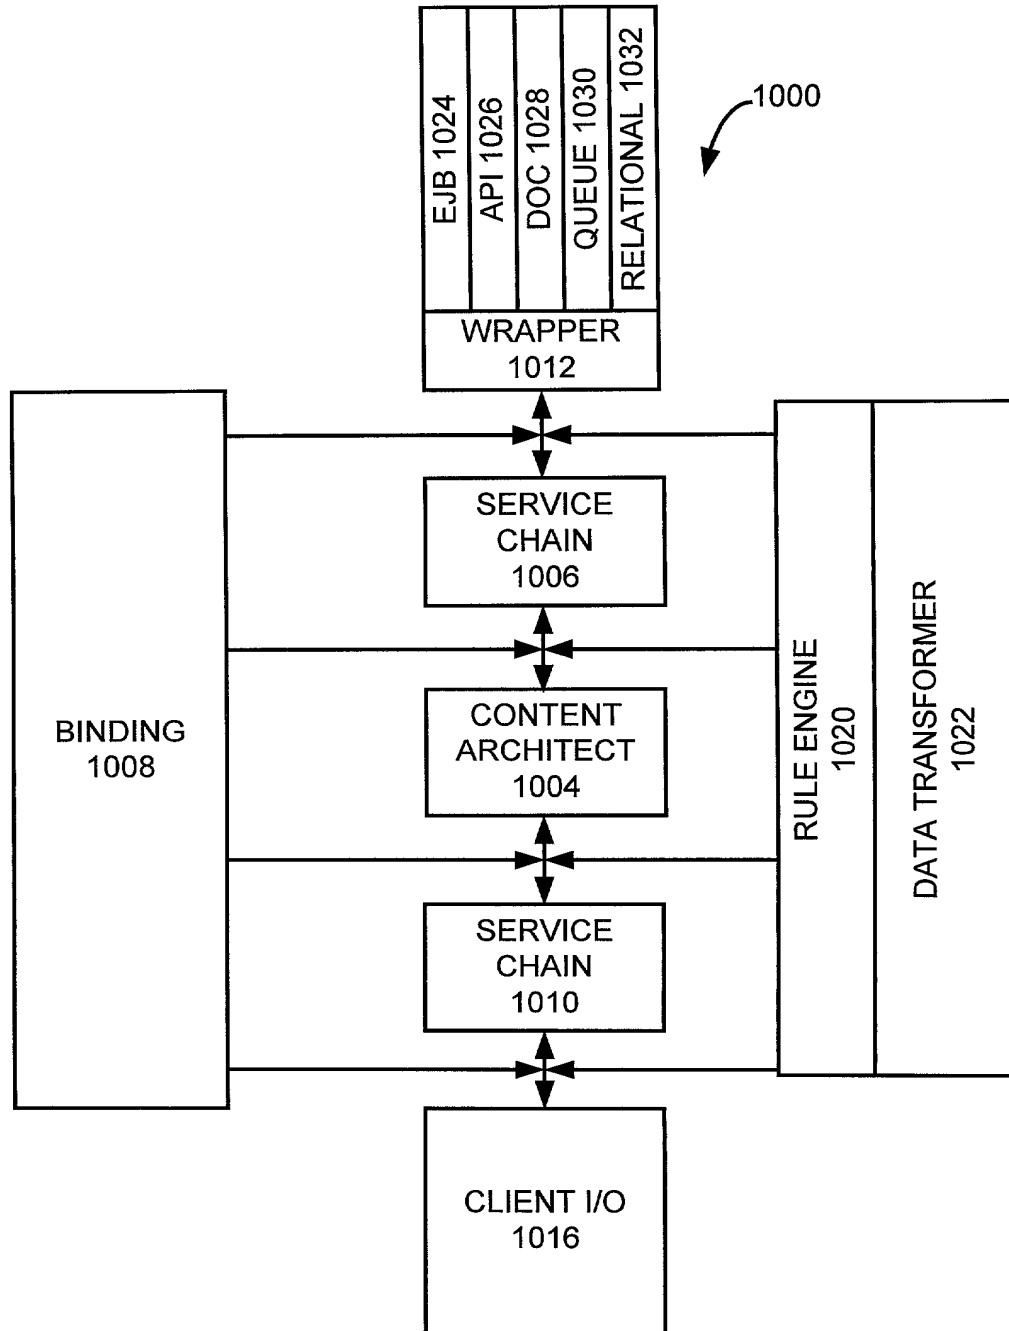 EJB 1024
API 1026
DOC 1028
QUEUE 1030
RELATIONAL 1032
1000
WRAPPER
1012
SERVICE
CHAIN
1006
BINDING
1008
CONTENT
ARCHITECT
1004
RULE ENGINE
1020
DATA TRANSFORMER
1022
SERVICE
CHAIN
1010
CLIENT I/O
1016